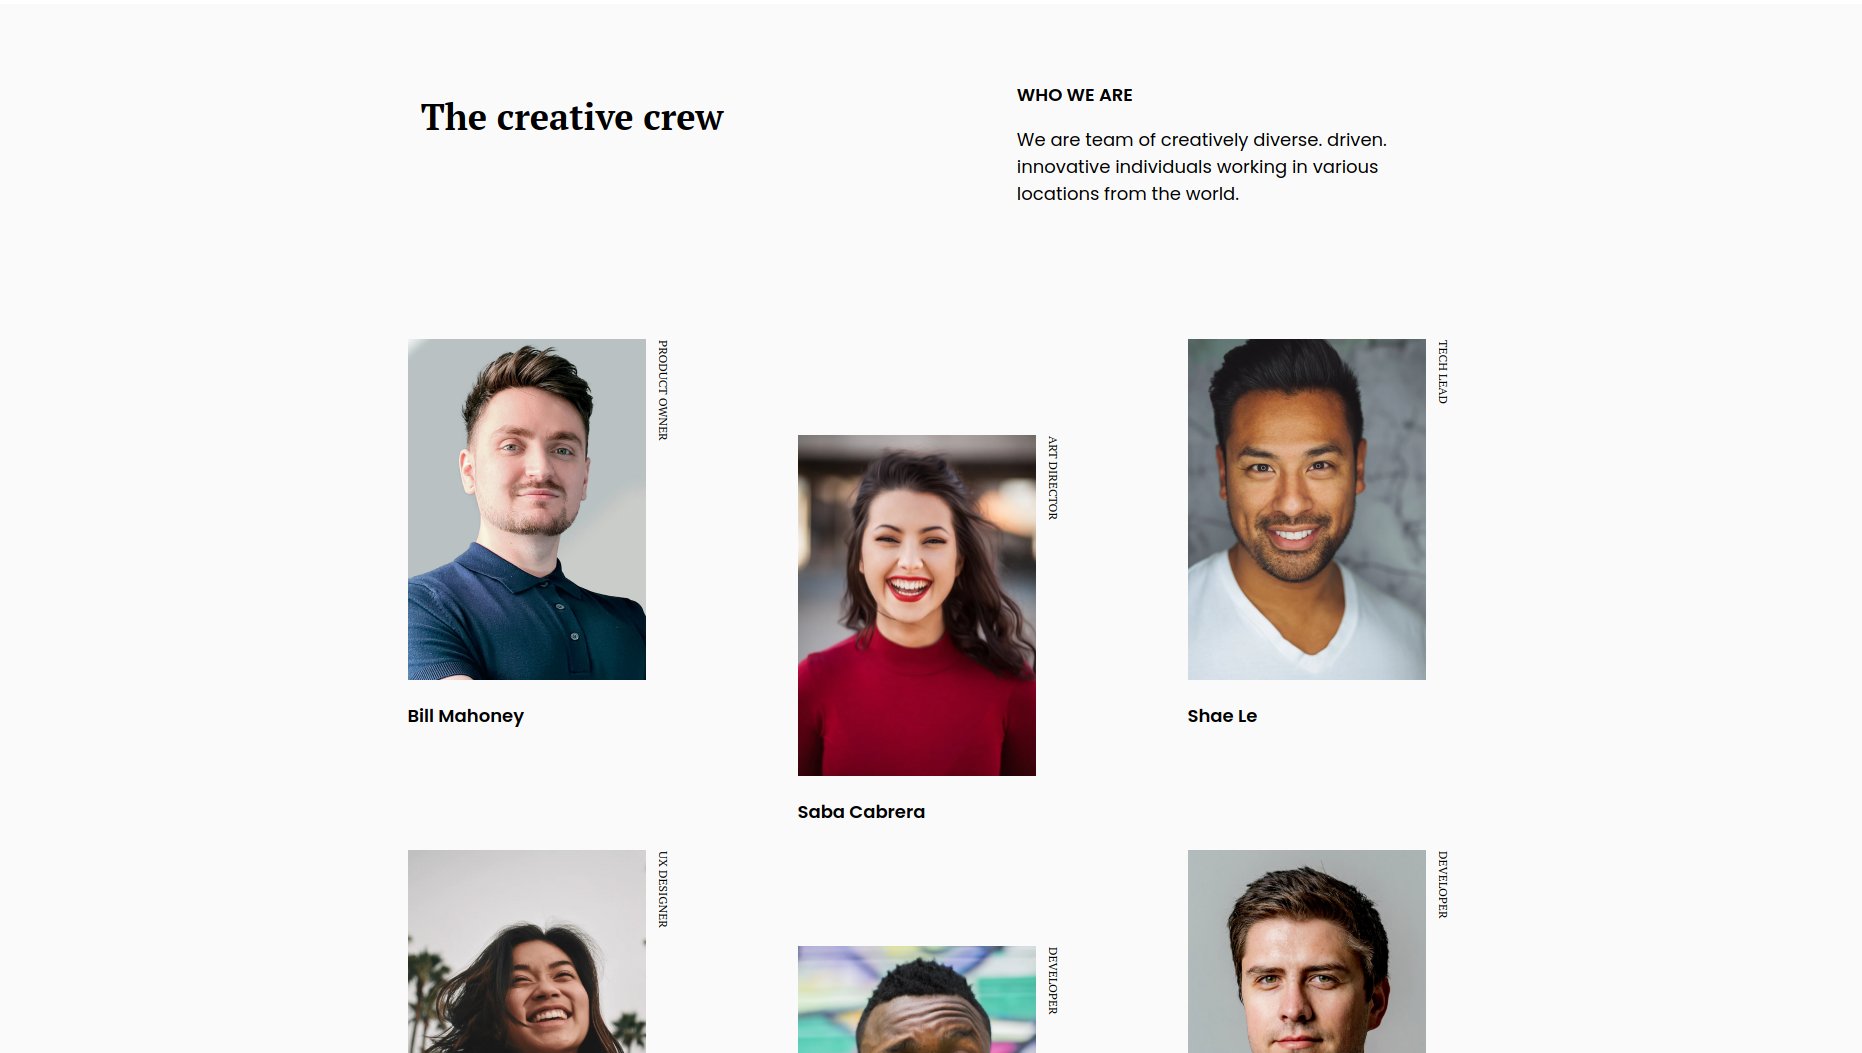 The creative crew
WHO WE ARE
We are team of creatively diverse. driven.
innovative individuals working in various
locations from the world.
PRODUCT OWNER
Bill Mahoney
ART DIRECTOR
Saba Cabrera
TECH LEAD
Shae Le
UX DESIGNER
DEVELOPER
DEVELOPER